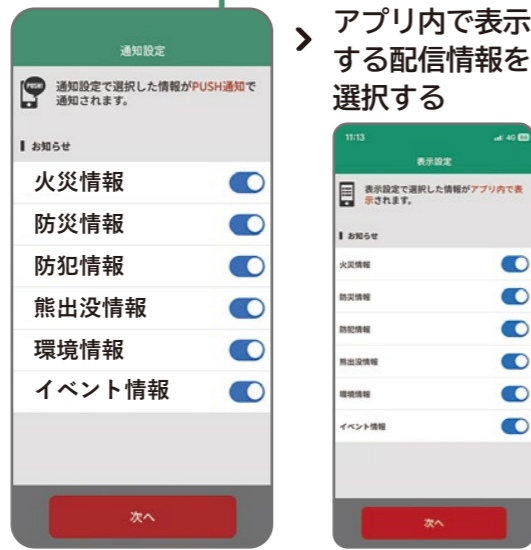 通知設定
PUSH!
通知設定で選択した情報がPUSH通知で
通知されます。
お知らせ
火災情報
防災情報
防犯情報
熊出没情報
環境情報
イベント情報
次へ
アプリ内で表示
する配信情報を
選択する
11:13
4G
表示設定
表示設定で選択した情報がアプリ内で表
示されます。
お知らせ
火災情報
防災情報
防犯情報
熊出没情報
環境情報
イベント情報
次へ